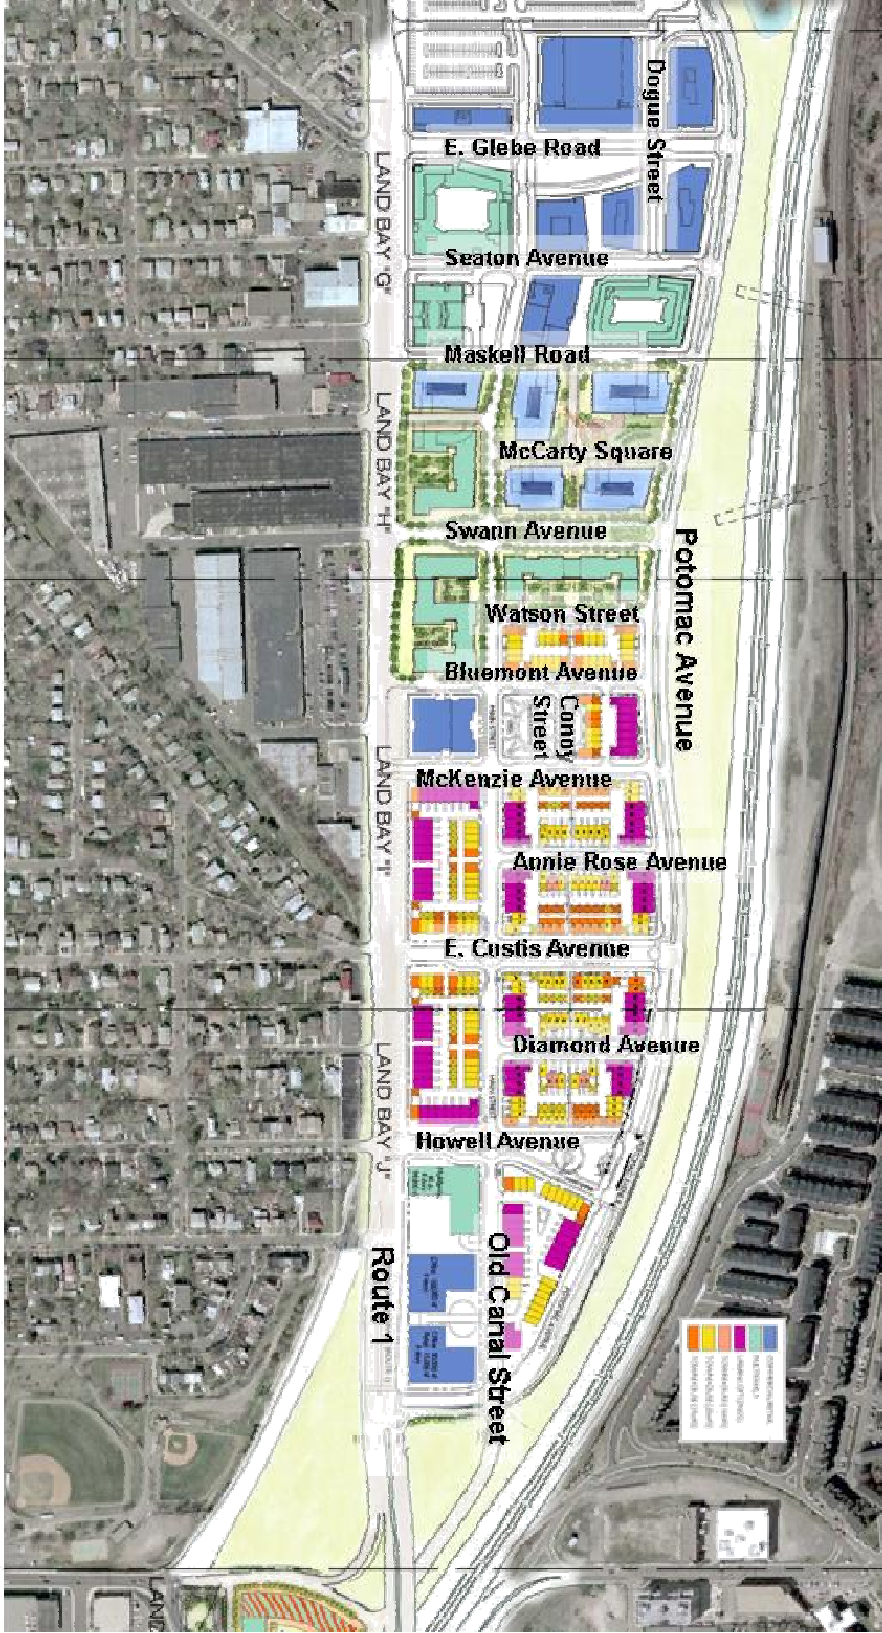 Dogue Street
E. Glebe Road
LAND BAY "G"
Seaton Avenue
Maskell Road
LAND BAY "H"
McCarty Square
Swann Avenue
Potomac Avenue
Watson Street
Bluemont Avenue
Conoy
Street
LAND BAY "I"
McKenzie Avenue
Annie Rose Avenue
E. Custis Avenue
Diamond Avenue
LAND BAY "J"
Howell Avenue
Route 1
Old Canal Street
LAND